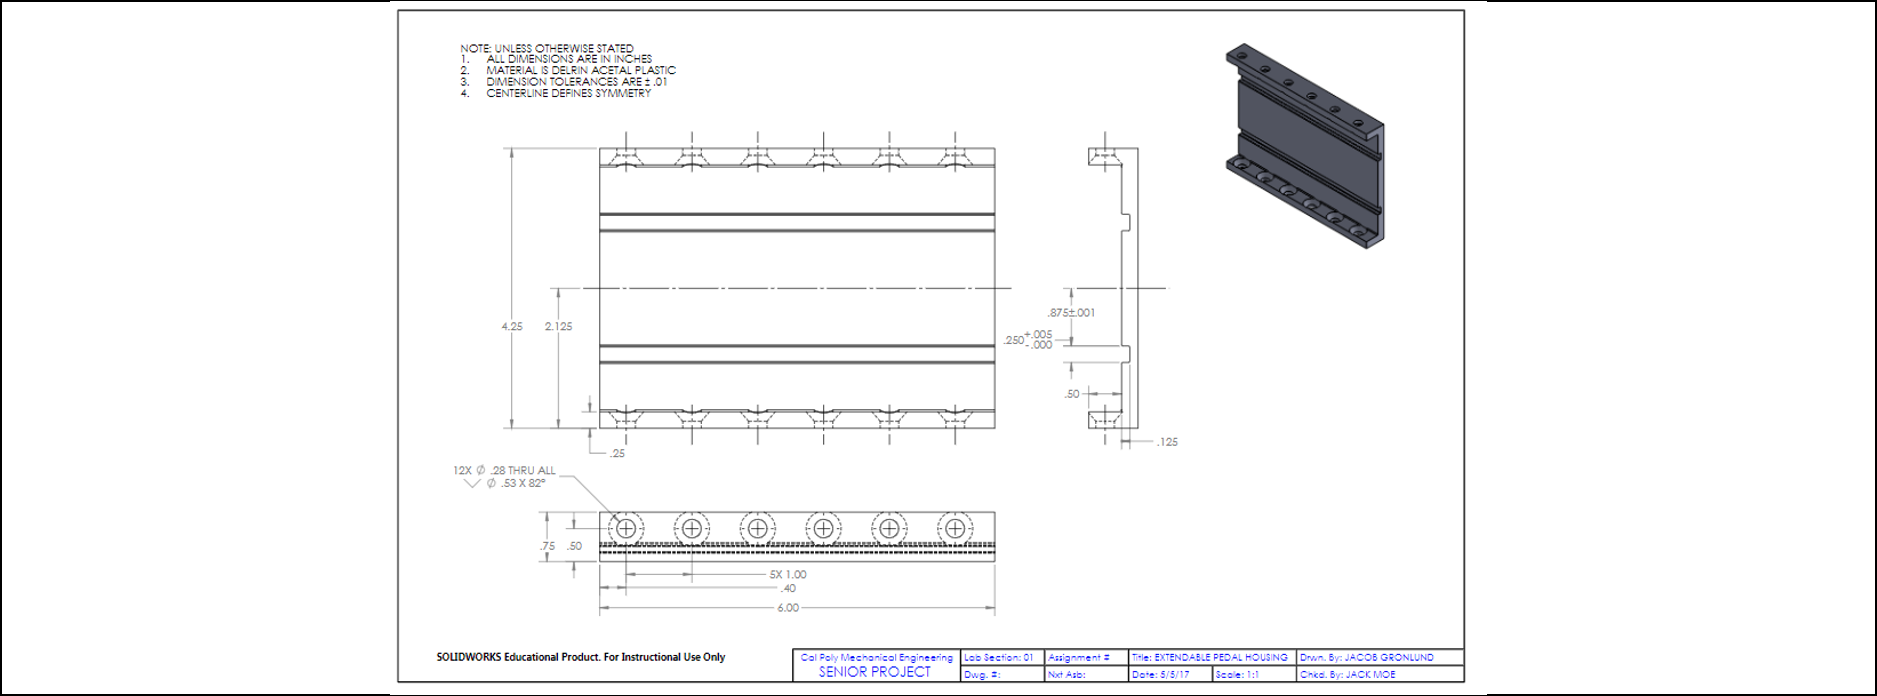 NOTE: UNLESS OTHERWISE STATED
1. ALL DIMENSIONS ARE IN INCHES
2. MATERIAL IS DELRIN ACETAL PLASTIC
3. DIMENSION TOLERANCES ARE ± .01
4. CENTERLINE DEFINES SYMMETRY
4.25
2.125
.875±.001
.250 +.005 -.000
.50
.125
.25
12X ⌀ .28 THRU ALL
⌵ ⌀ .53 X 82°
.75
.50
5X 1.00
.40
6.00
SOLIDWORKS Educational Product. For Instructional Use Only
Cal Poly Mechanical Engineering
SENIOR PROJECT
Lab Section: 01
Assignment #
Title: EXTENDABLE PEDAL HOUSING
Drwn. By: JACOB GRONLUND
Dwg. #:
Nxt Asb:
Date: 5/5/17
Scale: 1:1
Chkd. By: JACK MOE